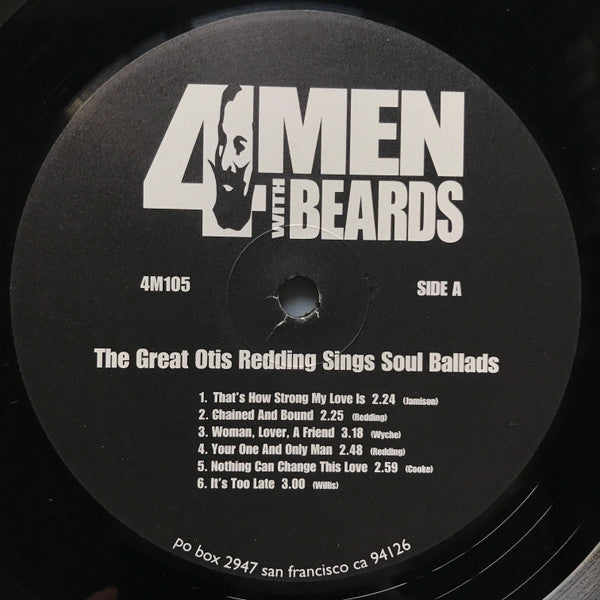 4 MEN
WITH BEARDS
4M105
SIDE A
The Great Otis Redding Sings Soul Ballads
1. That's How Strong My Love Is 2.24 (Jamison)
2. Chained And Bound 2.25 (Redding)
3. Woman, Lover, A Friend 3.18 (Wyche)
4. Your One And Only Man 2.48 (Redding)
5. Nothing Can Change This Love 2.59 (Cooke)
6. It's Too Late 3.00 (Willis)
po box 2947 san francisco ca 94126